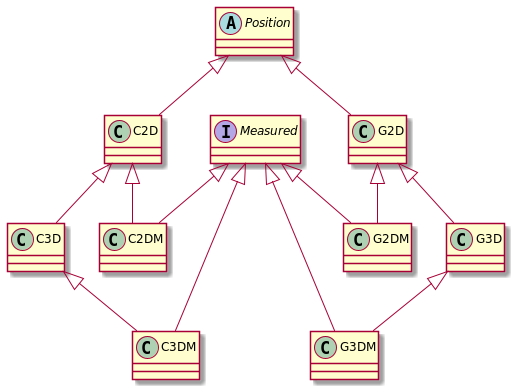 A Position
C C2D
I Measured
C G2D
C C3D
C C2DM
C G2DM
C G3D
C C3DM
C G3DM